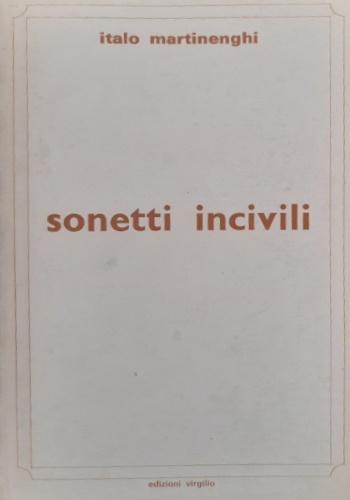 italo martinenghi
sonetti incivili
edizioni virgilio